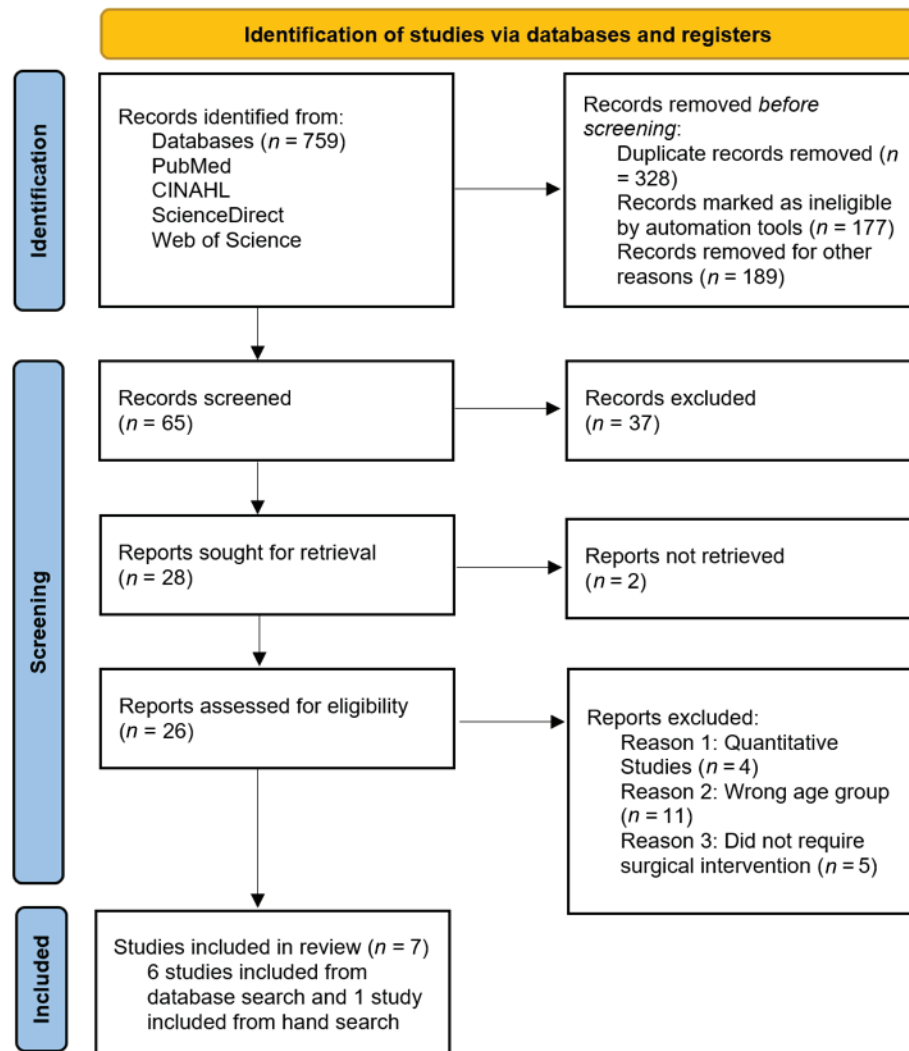 Identification of studies via databases and registers
Identification
Records identified from:
Databases (n = 759)
PubMed
CINAHL
ScienceDirect
Web of Science
Records removed before
screening:
Duplicate records removed (n
= 328)
Records marked as ineligible
by automation tools (n = 177)
Records removed for other
reasons (n = 189)
Screening
Records screened
(n = 65)
Records excluded
(n = 37)
Reports sought for retrieval
(n = 28)
Reports not retrieved
(n = 2)
Reports assessed for eligibility
(n = 26)
Reports excluded:
Reason 1: Quantitative
Studies (n = 4)
Reason 2: Wrong age group
(n = 11)
Reason 3: Did not require
surgical intervention (n = 5)
Included
Studies included in review (n = 7)
6 studies included from
database search and 1 study
included from hand search